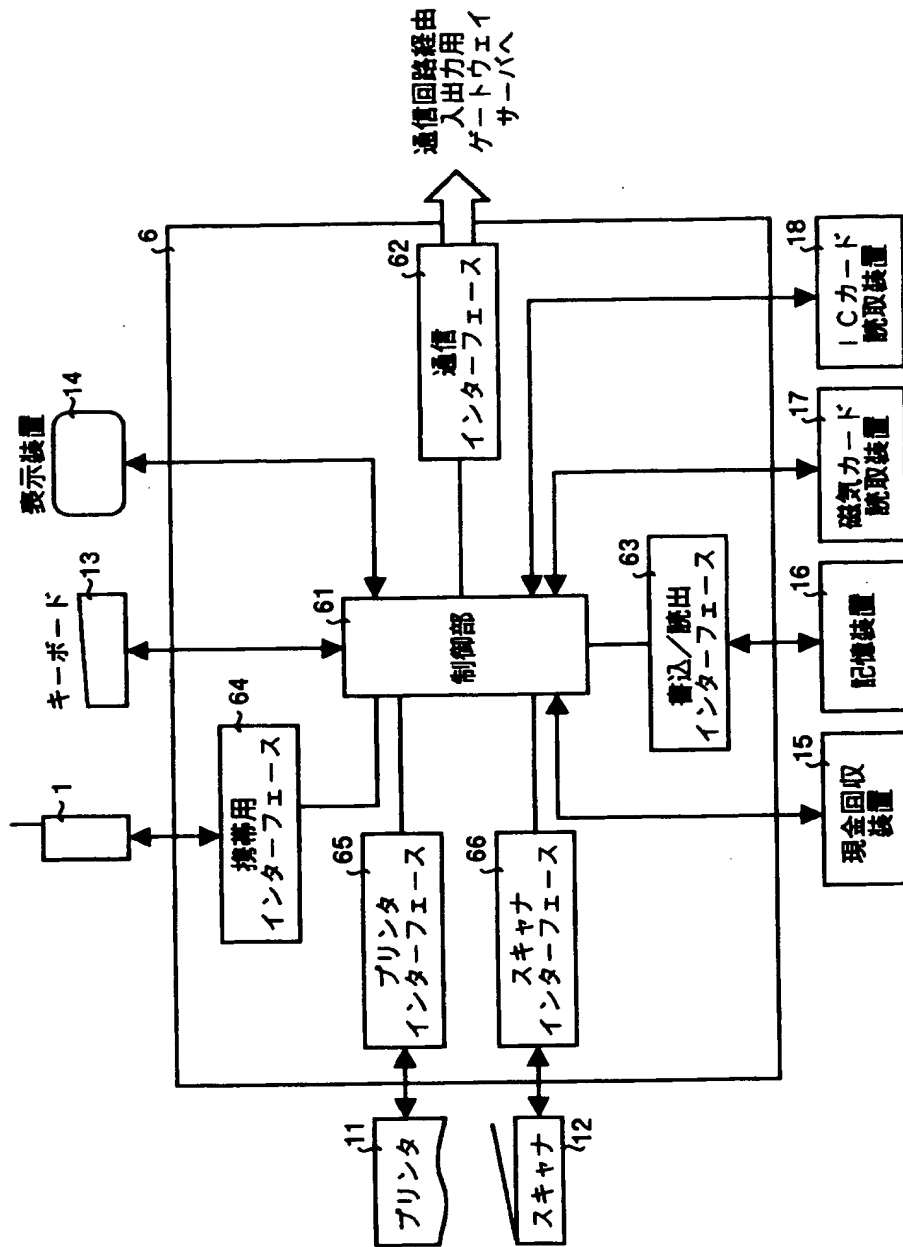 1
キーボード
13
表示装置
14
6
64
携帯用
インターフェース
61
制御部
62
通信
インターフェース
通信回路経由
入出力用
ゲートウェイ
サーバへ
11
プリンタ
65
プリンタ
インターフェース
12
スキャナ
66
スキャナ
インターフェース
63
書込/読出
インターフェース
15
現金回収
装置
16
記憶装置
17
磁気カード
読取装置
18
ICカード
読取装置